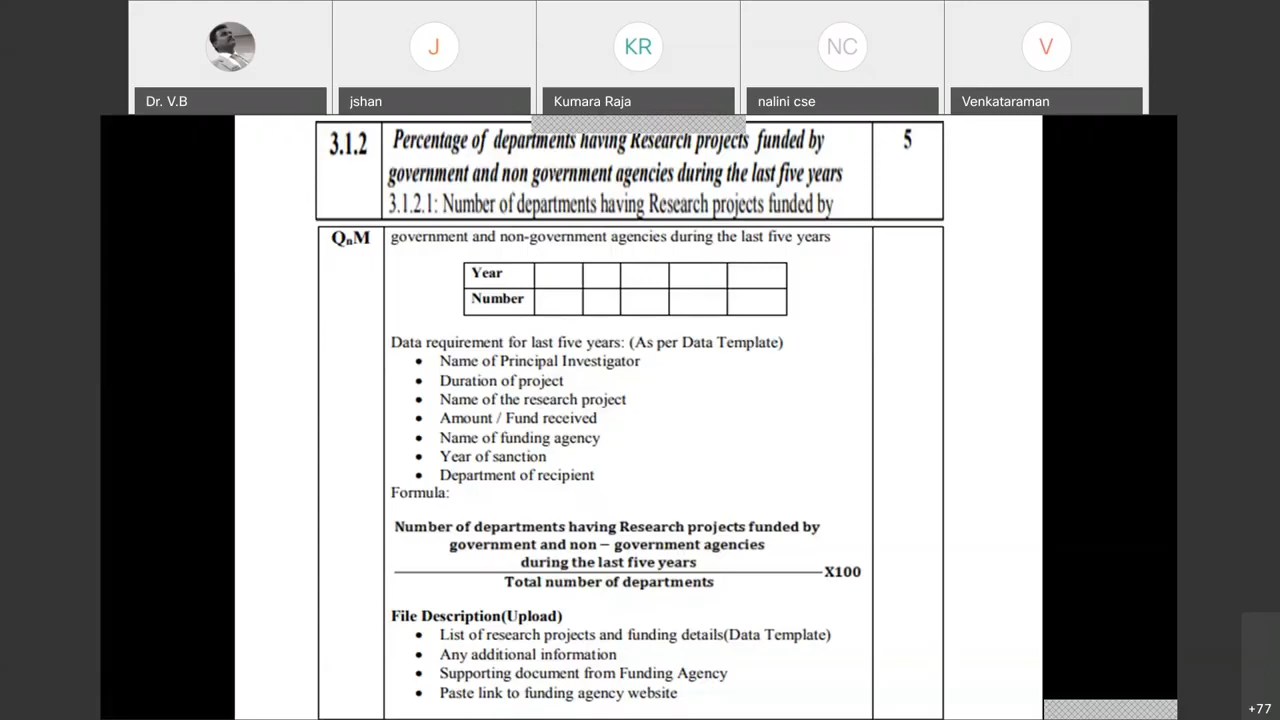 J
KR
NC
V
Dr. V.B
jshan
Kumara Raja
nalini cse
Venkataraman
3.1.2
Percentage of departments having Research projects funded by
government and non government agencies during the last five years
3.1.2.1: Number of departments having Research projects funded by
5
QnM
government and non-government agencies during the last five years
Year
Number
Data requirement for last five years: (As per Data Template)
• Name of Principal Investigator
• Duration of project
• Name of the research project
• Amount / Fund received
• Name of funding agency
• Year of sanction
• Department of recipient
Formula:
Number of departments having Research projects funded by
government and non – government agencies
during the last five years
X100
Total number of departments
File Description(Upload)
• List of research projects and funding details(Data Template)
• Any additional information
• Supporting document from Funding Agency
• Paste link to funding agency website
+77